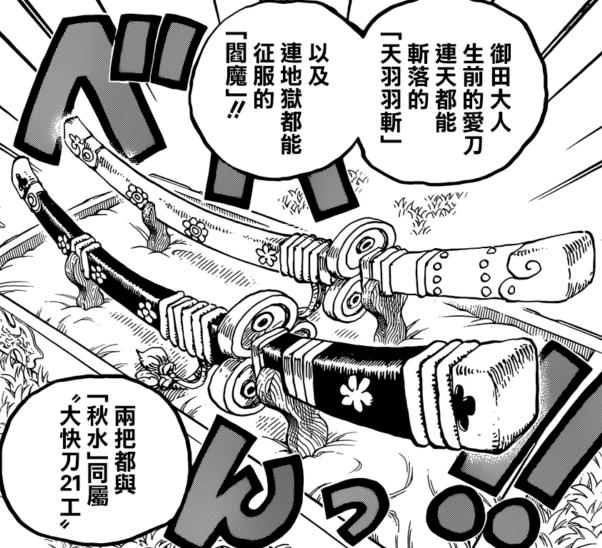 御田大人
生前的愛刀
連天都能
斬落的
「天羽羽斬」
以及
連地獄都能
征服的
「閻魔」!!
ベベんっ!!
兩把都與
「秋水」同屬
〝大快刀21工〞